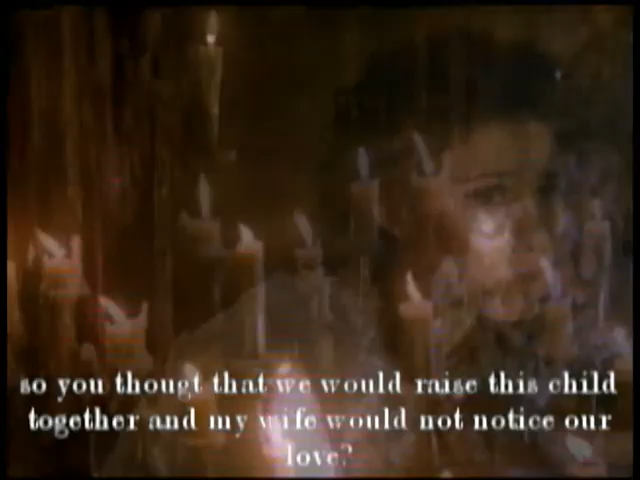 so you thougt that we would raise this child
together and my wife would not notice our
love?